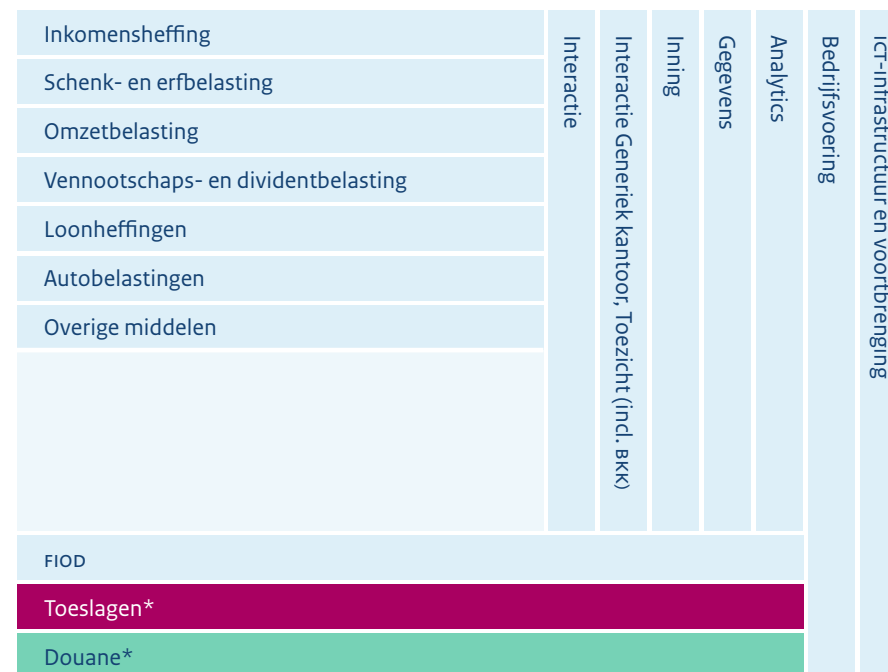 Inkomensheffing
Schenk- en erfbelasting
Omzetbelasting
Vennootschaps- en dividentbelasting
Loonheffingen
Autobelastingen
Overige middelen
Interactie
Interactie Generiek kantoor, Toezicht (incl. BKK)
Inning
Gegevens
Analytics
Bedrijfsvoering
ICT-infrastructuur en voortbrenging
FIOD
Toeslagen*
Douane*